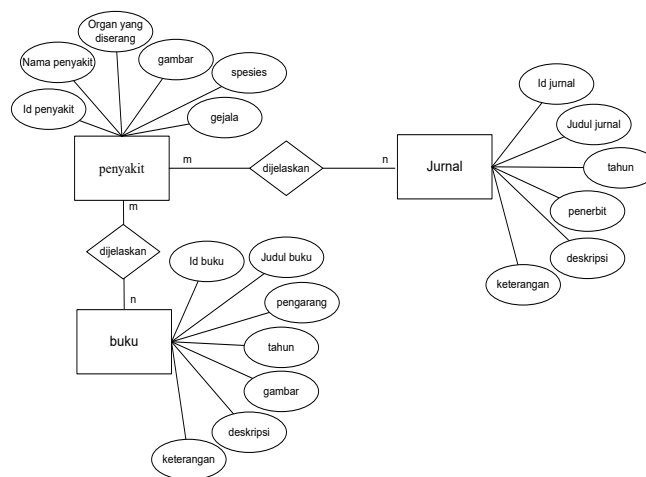 Organ yang
diserang
Nama penyakit
gambar
spesies
Id penyakit
gejala
penyakit
m
dijelaskan
n
Jurnal
Id jurnal
Judul jurnal
tahun
penerbit
deskripsi
keterangan
m
dijelaskan
n
buku
Id buku
Judul buku
pengarang
tahun
gambar
deskripsi
keterangan